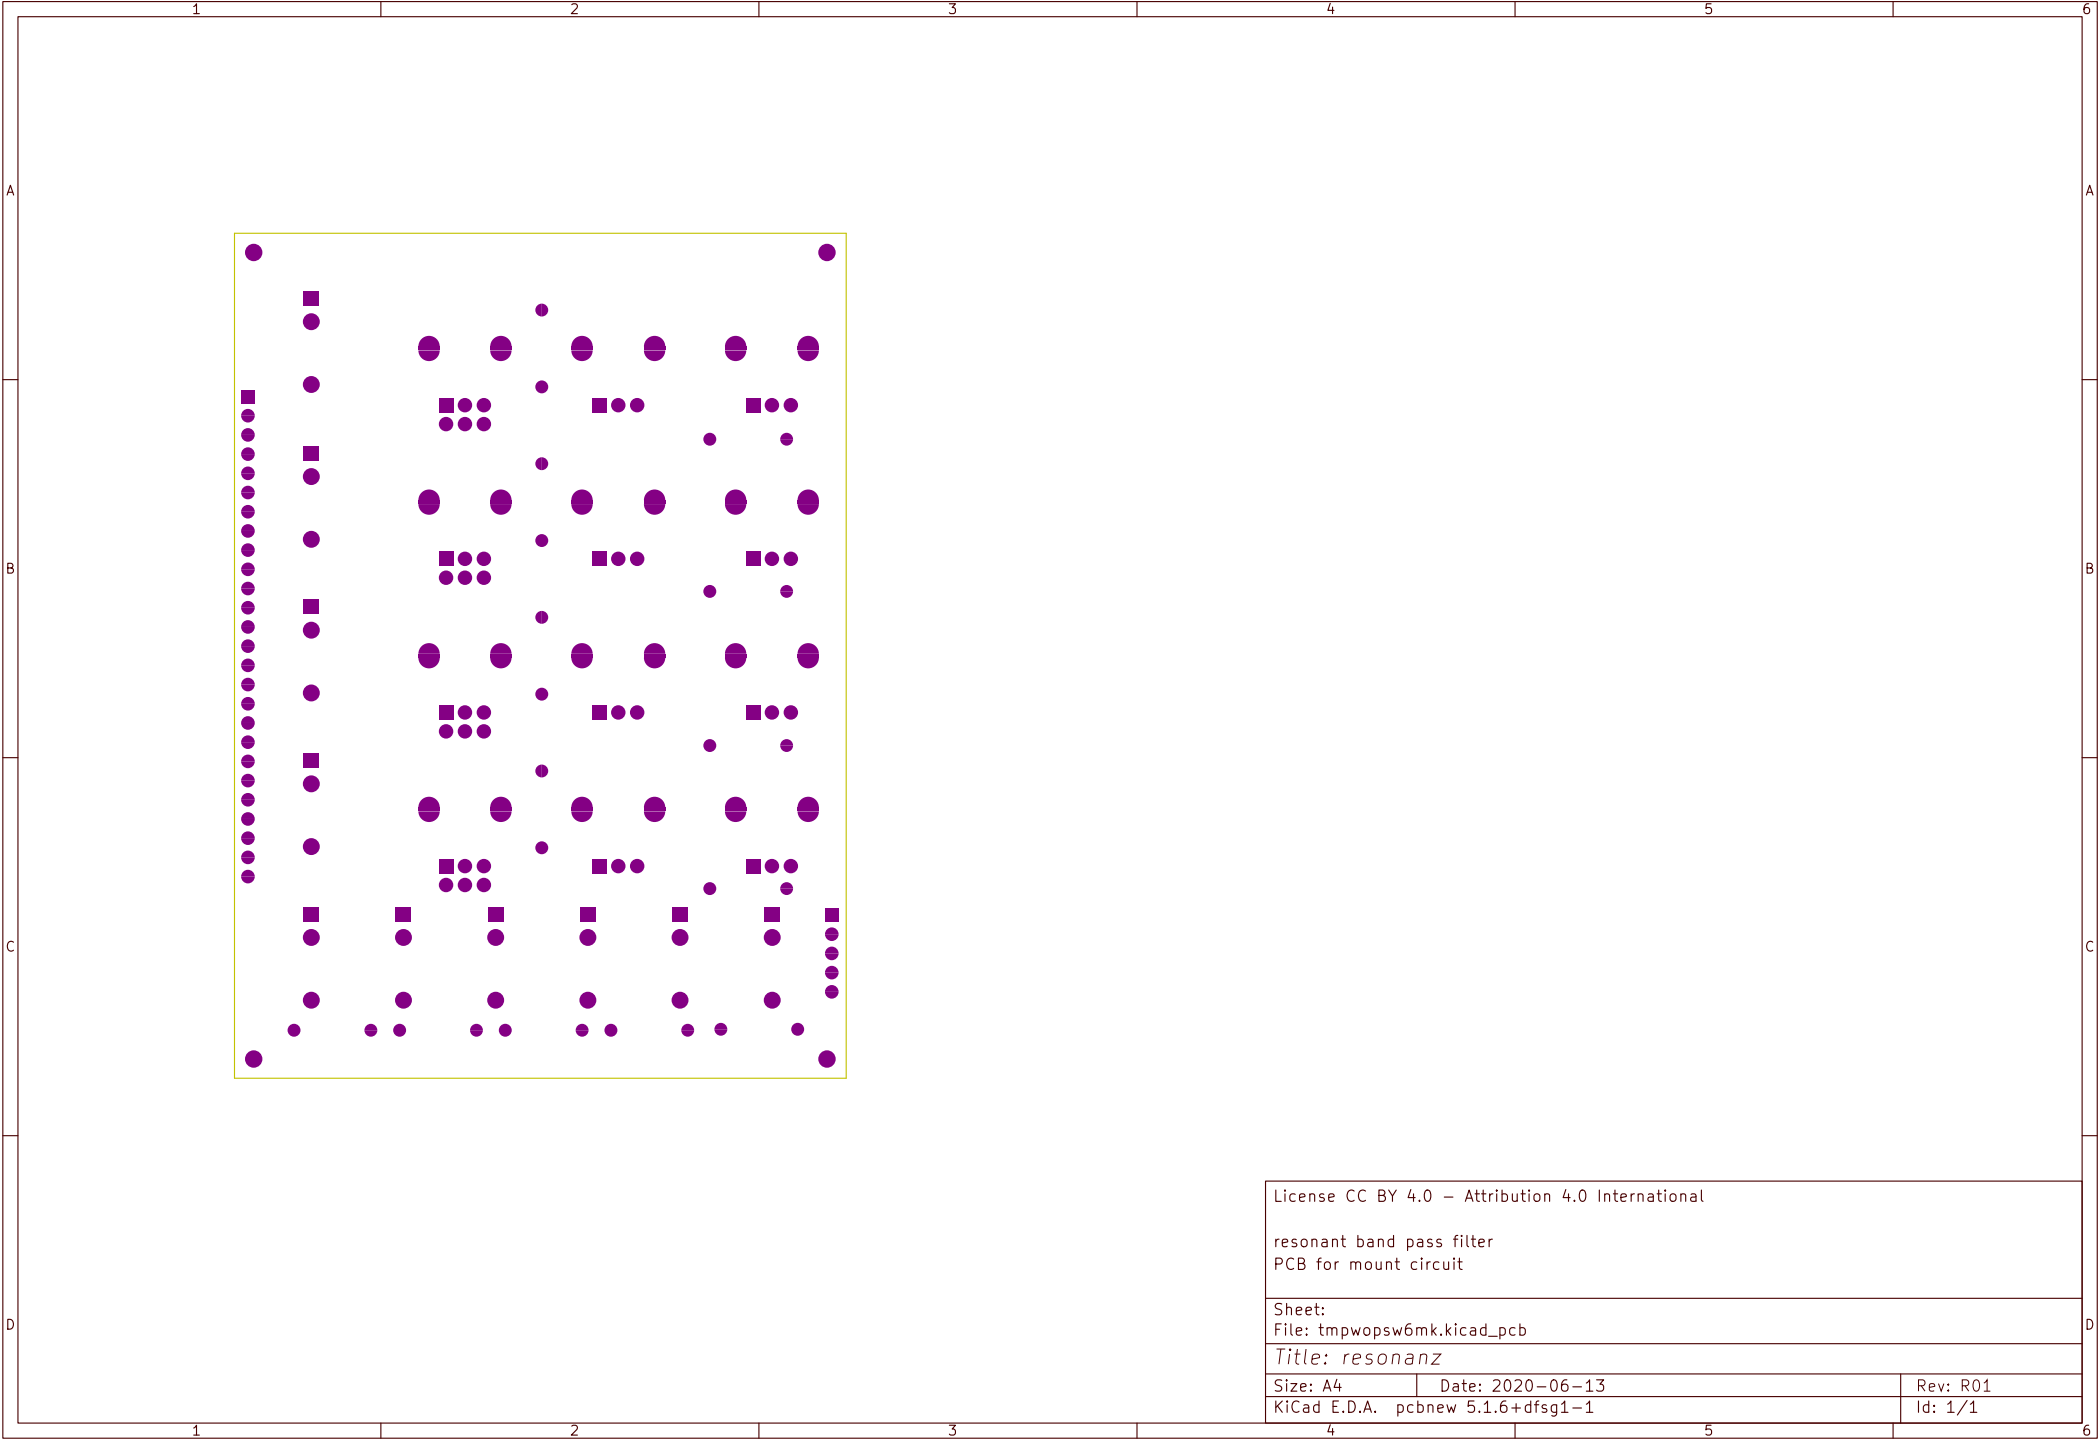 1 2 3 4 5 6
A A
B B
C C
License CC BY 4.0 – Attribution 4.0 International
resonant band pass filter
PCB for mount circuit
Sheet:
File: tmpwopsw6mk.kicad_pcb
D D
Title: resonanz
Size: A4 Date: 2020-06-13 Rev: R01
KiCad E.D.A. pcbnew 5.1.6+dfsg1-1 Id: 1/1
1 2 3 4 5 6